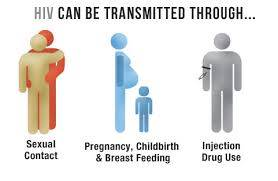 HIV CAN BE TRANSMITTED THROUGH...
Sexual
Contact
Pregnancy, Childbirth
& Breast Feeding
Injection
Drug Use